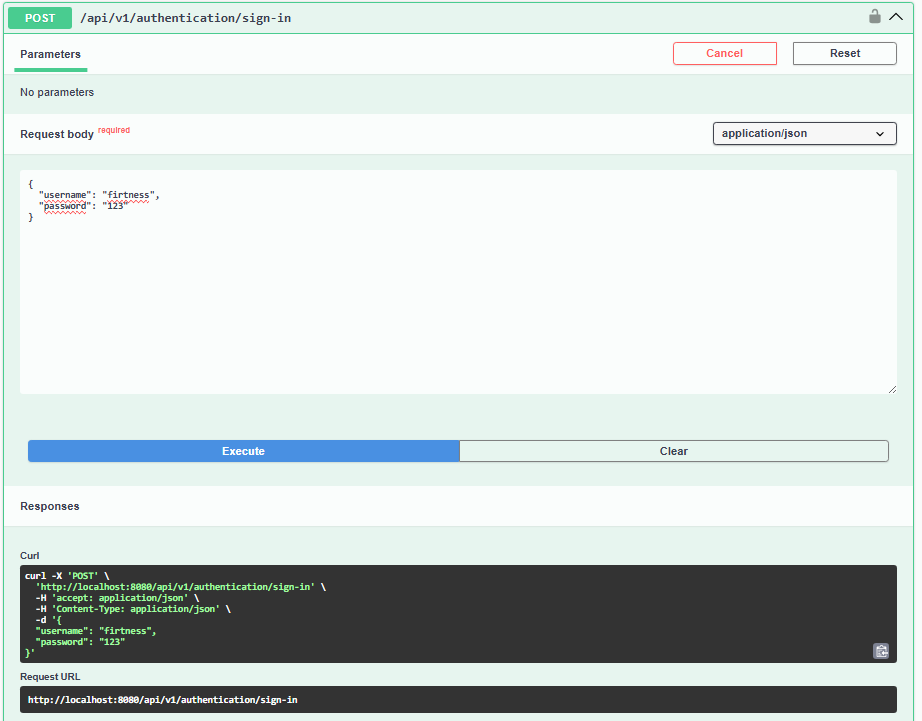 POST /api/v1/authentication/sign-in
Parameters
Cancel
Reset
No parameters
Request body required
application/json
{
  "username": "firtness",
  "password": "123"
}
Execute
Clear
Responses
Curl
curl -X 'POST' \
  'http://localhost:8080/api/v1/authentication/sign-in' \
  -H 'accept: application/json' \
  -H 'Content-Type: application/json' \
  -d '{
  "username": "firtness",
  "password": "123"
}'
Request URL
http://localhost:8080/api/v1/authentication/sign-in